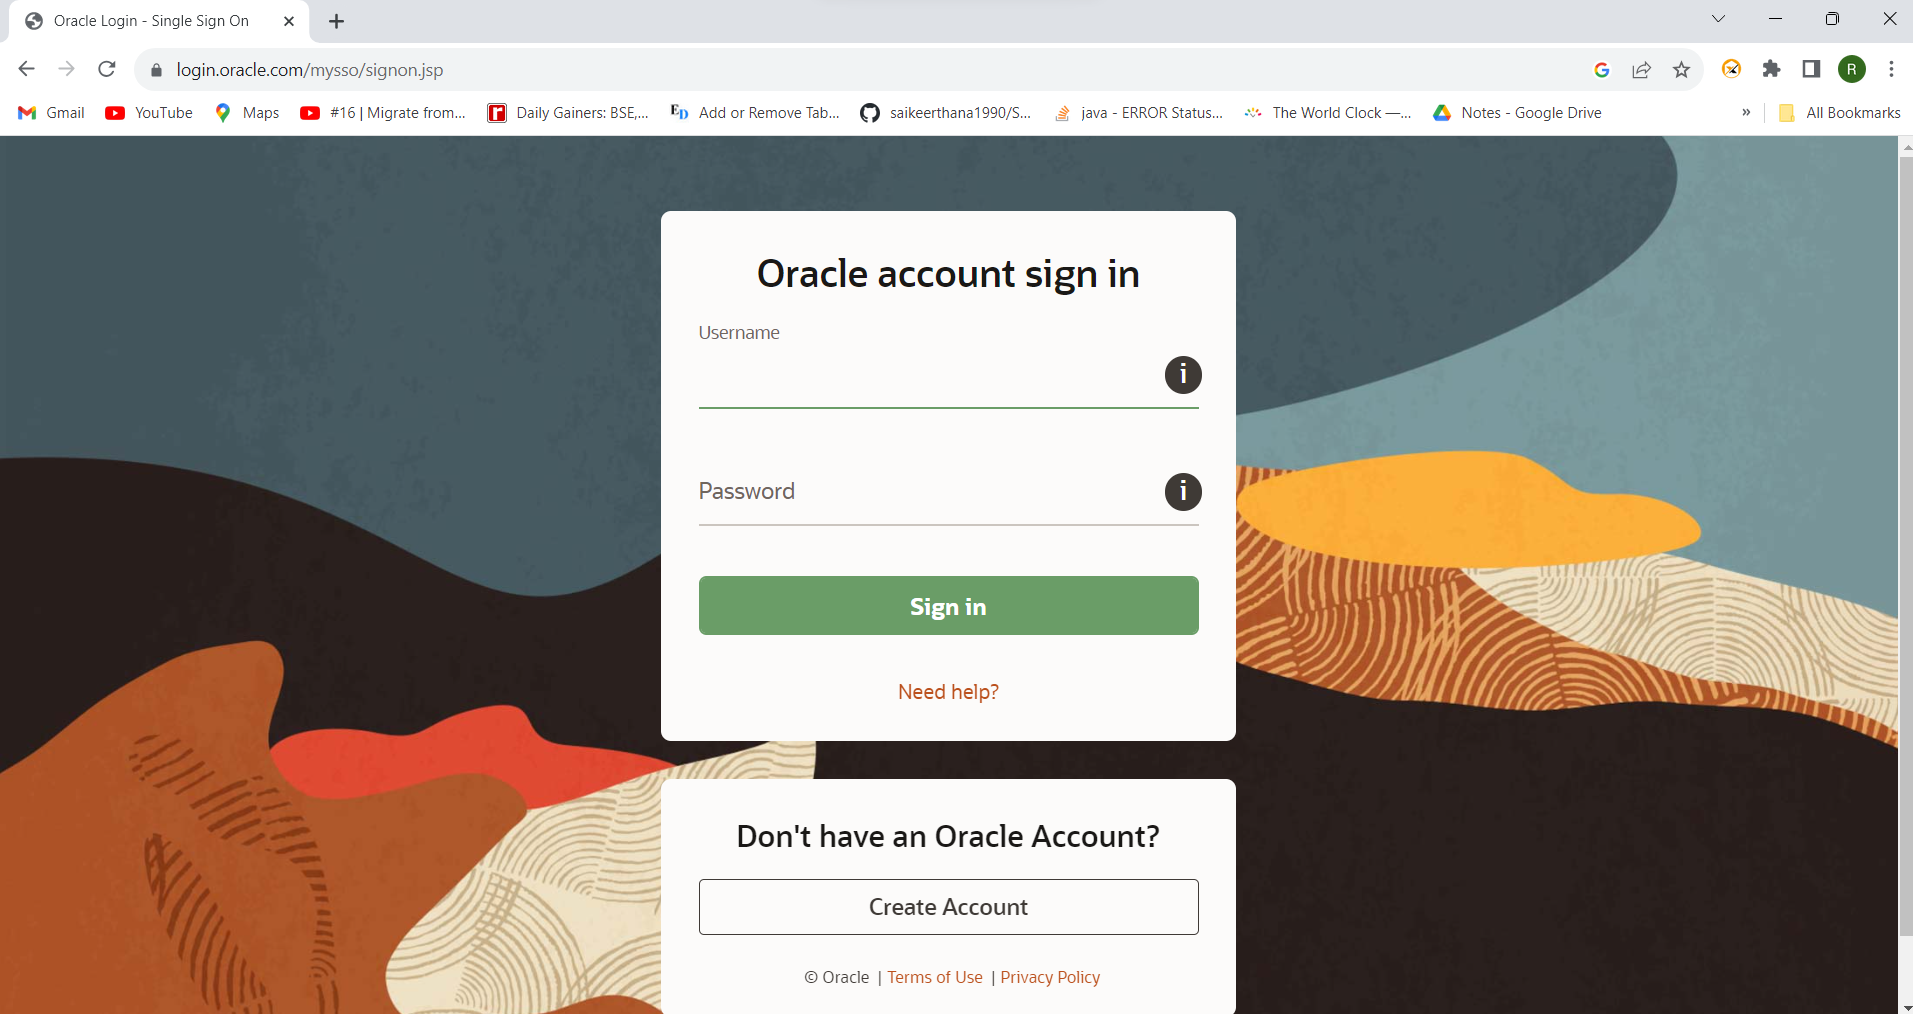 Oracle Login - Single Sign On
login.oracle.com/mysso/signon.jsp
R
Gmail
YouTube
Maps
#16 | Migrate from...
Daily Gainers: BSE,...
Add or Remove Tab...
saikeerthana1990/S...
java - ERROR Status...
The World Clock —...
Notes - Google Drive
»
All Bookmarks
Oracle account sign in
Username
i
Password
i
Sign in
Need help?
Don't have an Oracle Account?
Create Account
© Oracle | Terms of Use | Privacy Policy